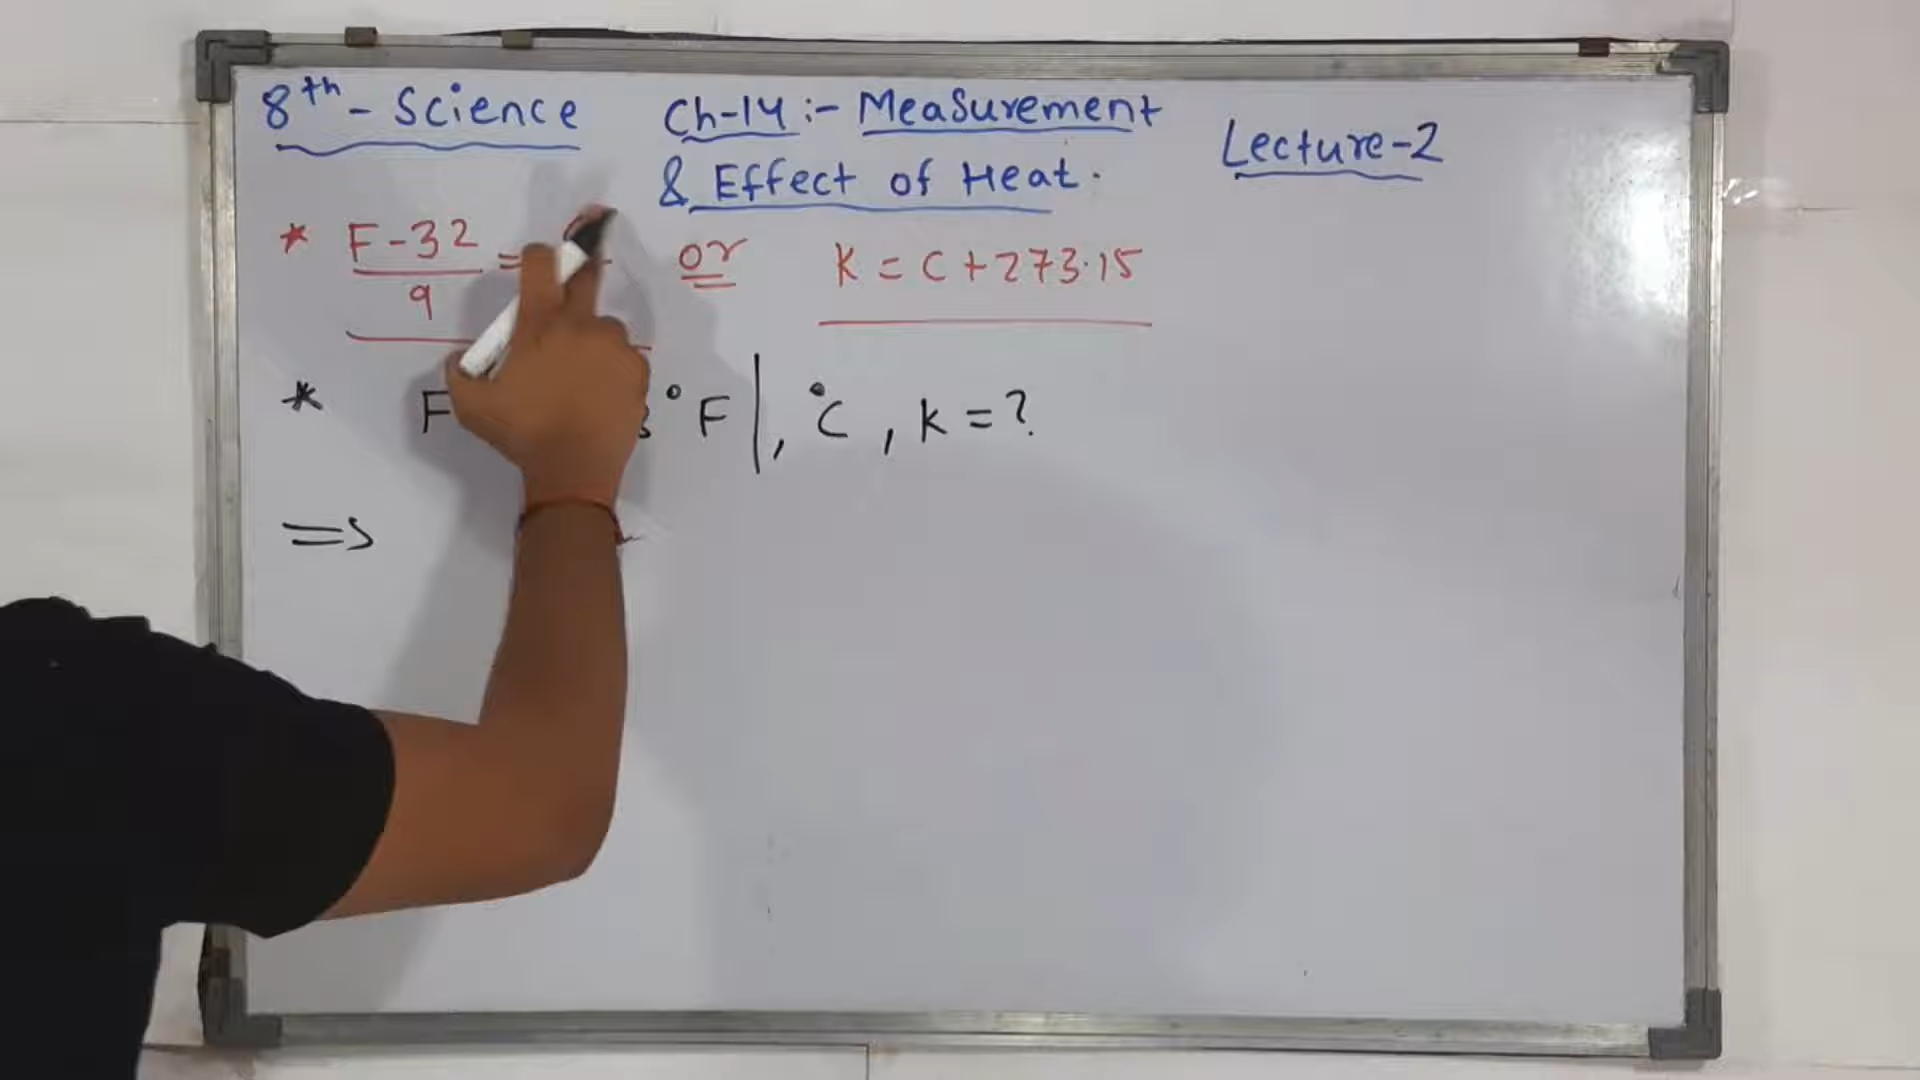 8th - Science Ch-14 :- Measurement
& Effect of Heat.
Lecture-2
* F-32 / 9 = or K = C + 273.15
* F °F | , °C , K = ?
=>